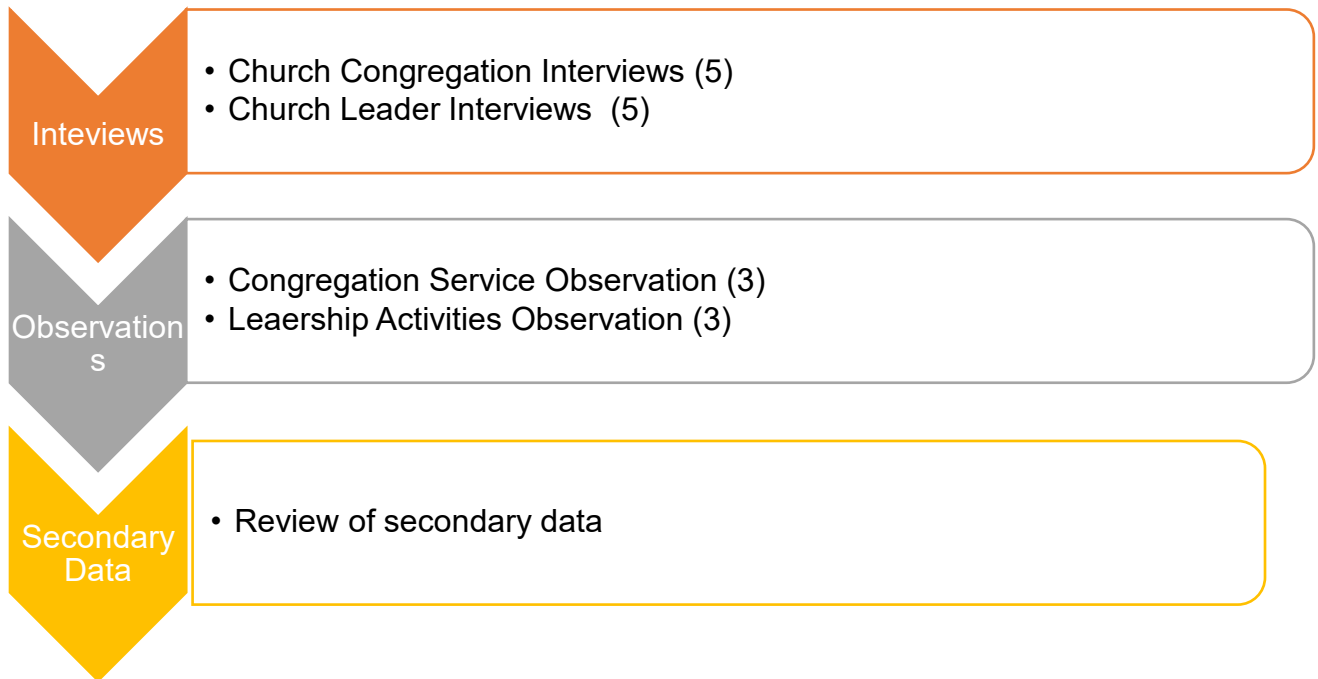 Inteviews
• Church Congregation Interviews (5)
• Church Leader Interviews  (5)
Observation
s
• Congregation Service Observation (3)
• Leaership Activities Observation (3)
Secondary
Data
• Review of secondary data